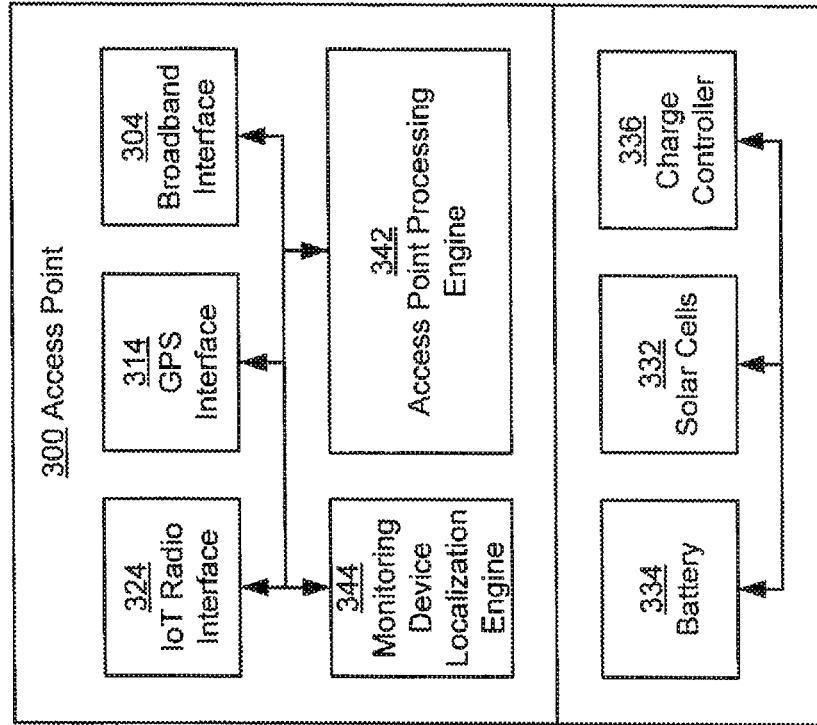 300 Access Point
324
IoT Radio
Interface
314
GPS
Interface
304
Broadband
Interface
344
Monitoring
Device
Localization
Engine
342
Access Point Processing
Engine
334
Battery
332
Solar Cells
336
Charge
Controller